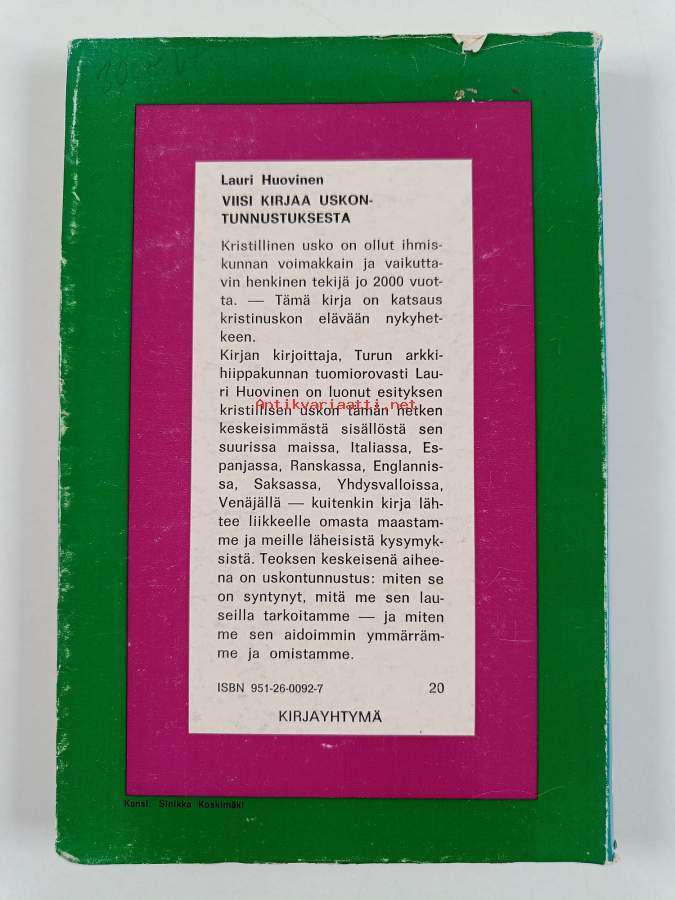 Lauri Huovinen
VIISI KIRJAA USKON-
TUNNUSTUKSESTA
Kristillinen usko on ollut ihmis-
kunnan voimakkain ja vaikutta-
vin henkinen tekijä jo 2000 vuot-
ta. — Tämä kirja on katsaus
kristinuskon elävään nykyhet-
keen.
Kirjan kirjoittaja, Turun arkki-
hiippakunnan tuomiorovasti Lau-
ri Huovinen on luonut esityksen
Antikvariaatti.net
kristillisen uskon tämän hetken
keskeisimmästä sisällöstä sen
suurissa maissa, Italiassa, Es-
panjassa, Ranskassa, Englannis-
sa, Saksassa, Yhdysvalloissa,
Venäjällä — kuitenkin kirja läh-
tee liikkeelle omasta maastam-
me ja meille läheisistä kysymyk-
sistä. Teoksen keskeisenä aihee-
na on uskontunnustus: miten se
on syntynyt, mitä me sen lau-
seilla tarkoitamme — ja miten
me sen aidoimmin ymmärräm-
me ja omistamme.
ISBN 951-26-0092-7 20
KIRJAYHTYMÄ
Kansi Sinikka Koskimäki